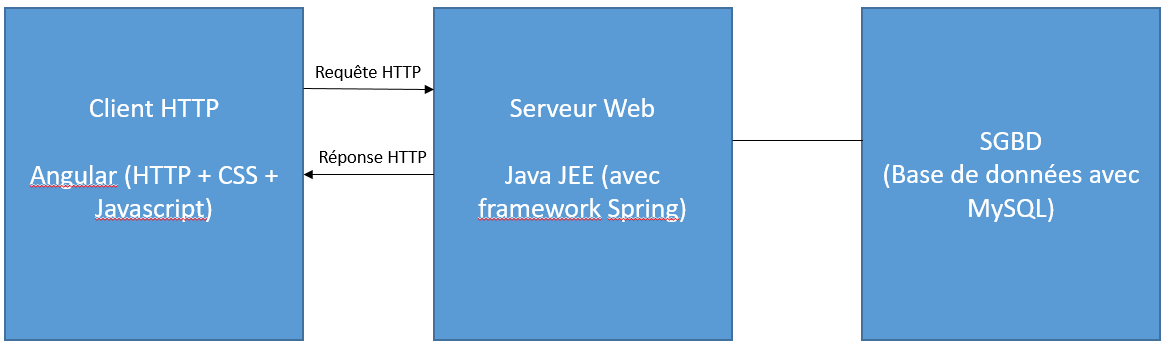 Client HTTP
Angular (HTTP + CSS +
Javascript)
Requête HTTP
Réponse HTTP
Serveur Web
Java JEE (avec
framework Spring)
SGBD
(Base de données avec
MySQL)